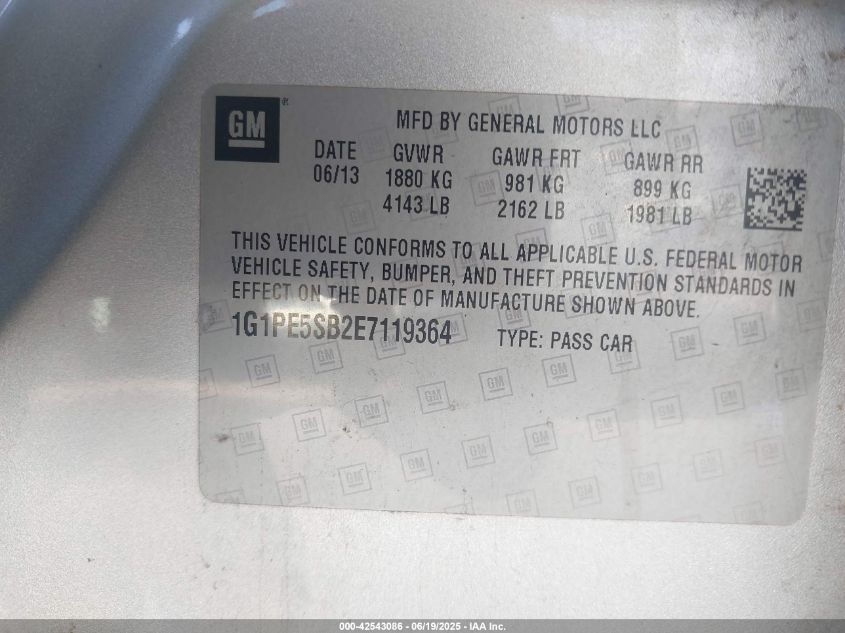 GM
MFD BY GENERAL MOTORS LLC
DATE GVWR GAWR FRT GAWR RR
06/13 1880 KG 981 KG 899 KG
4143 LB 2162 LB 1981 LB
THIS VEHICLE CONFORMS TO ALL APPLICABLE U.S. FEDERAL MOTOR
VEHICLE SAFETY, BUMPER, AND THEFT PREVENTION STANDARDS IN
EFFECT ON THE DATE OF MANUFACTURE SHOWN ABOVE.
1G1PE5SB2E7119364 TYPE: PASS CAR
000-42543086 - 06/19/2025 - IAA Inc.